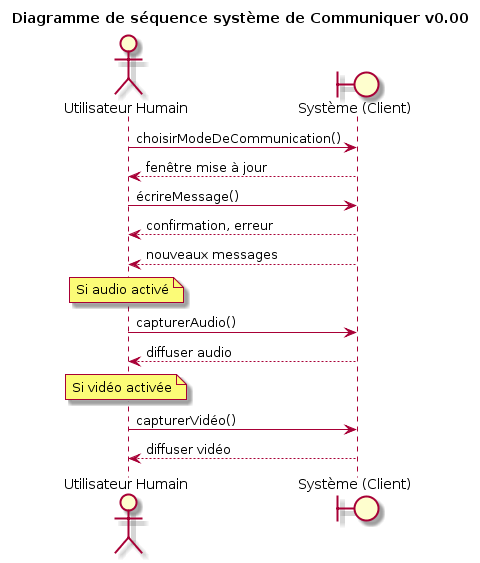 Diagramme de séquence système de Communiquer v0.00
Utilisateur Humain
Système (Client)
choisirModeDeCommunication()
fenêtre mise à jour
écrireMessage()
confirmation, erreur
nouveaux messages
Si audio activé
capturerAudio()
diffuser audio
Si vidéo activée
capturerVidéo()
diffuser vidéo
Utilisateur Humain
Système (Client)